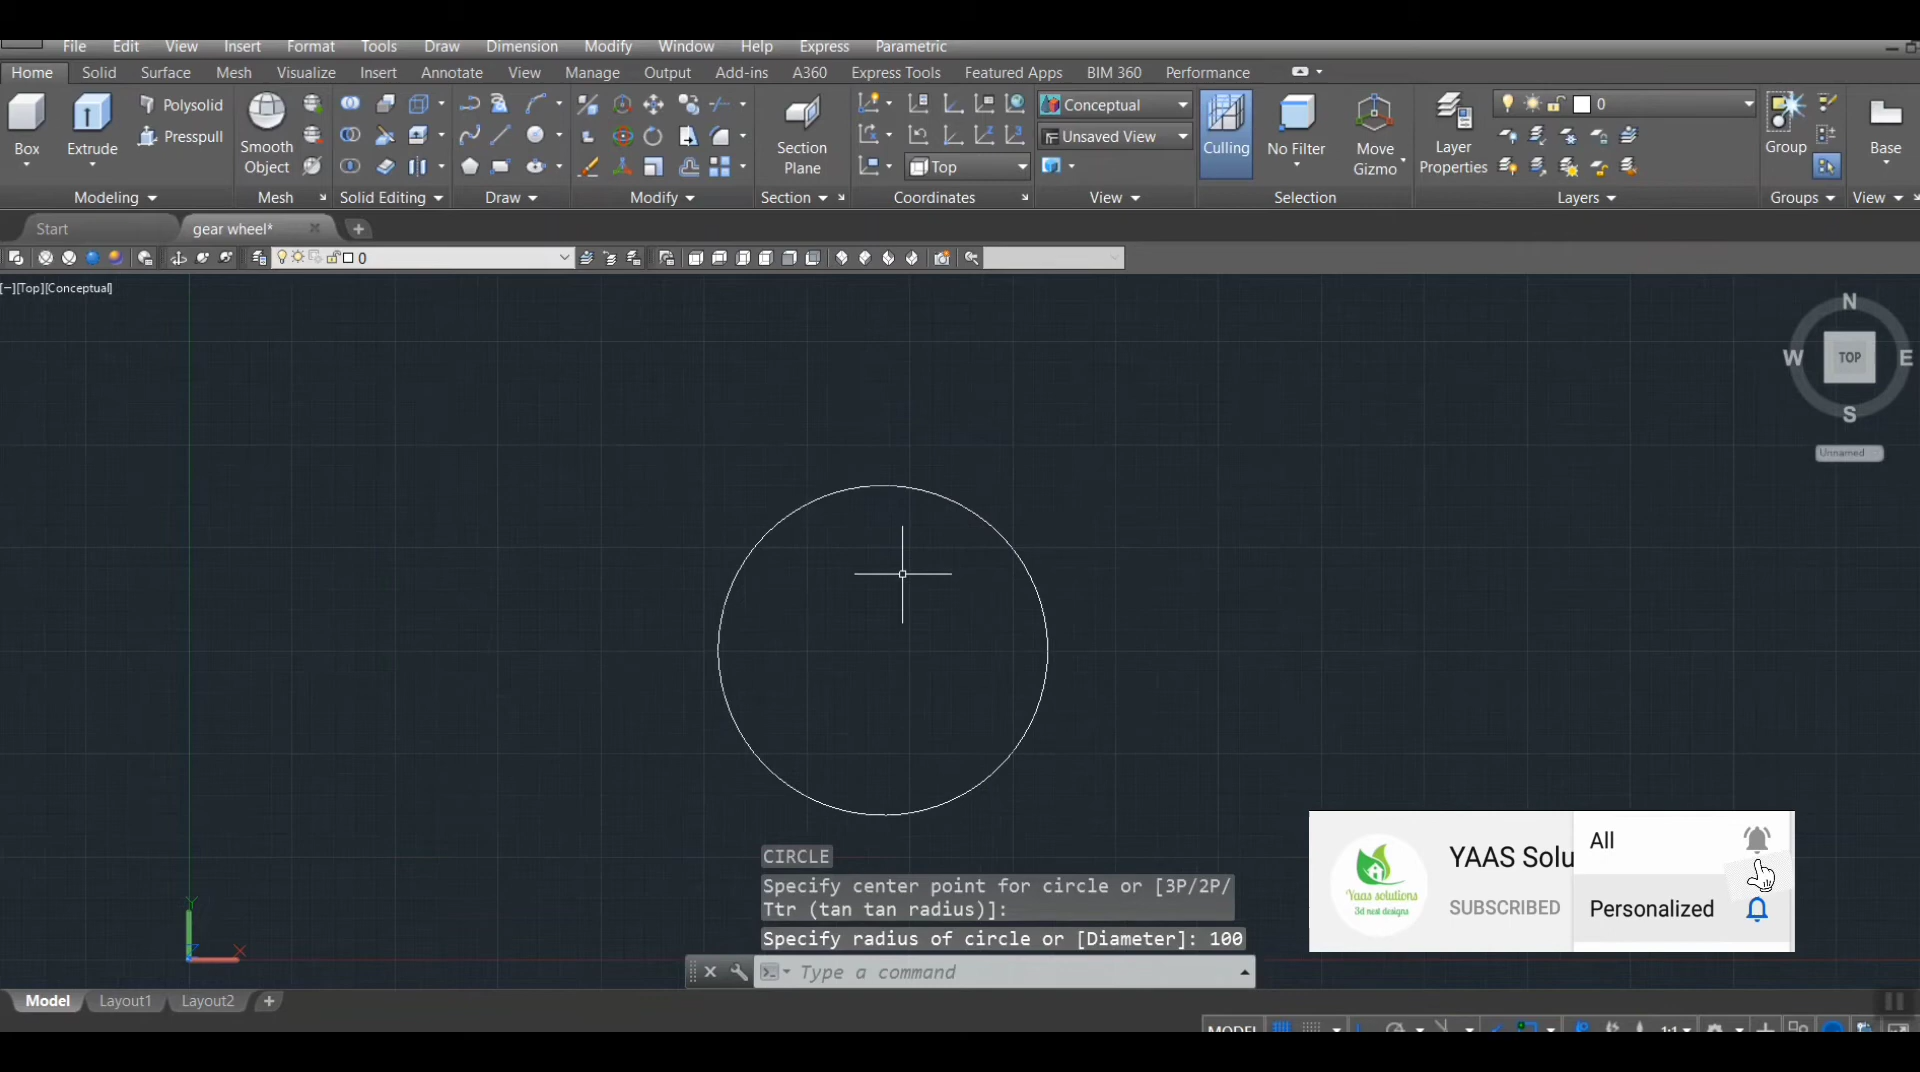 File Edit View Insert Format Tools Draw Dimension Modify Window Help Express Parametric
Home Solid Surface Mesh Visualize Insert Annotate View Manage Output Add-ins A360 Express Tools Featured Apps BIM 360 Performance
Box
Extrude
Polysolid
Presspull
Smooth
Object
Section
Plane
Top
Conceptual
Unsaved View
Culling
No Filter
Move
Gizmo
Layer
Properties
0
Group
Base
Modeling Mesh Solid Editing Draw Modify Section Coordinates View Selection Layers Groups View
Start gear wheel* +
0
[−][Top][Conceptual]
N
W TOP E
S
Unnamed
Y
X
CIRCLE
Specify center point for circle or [3P/2P/
Ttr (tan tan radius)]:
Specify radius of circle or [Diameter]: 100
Type a command
Yaas solutions
3d nest designs
YAAS Solu
SUBSCRIBED
All
Personalized
Model Layout1 Layout2 +
MODEL 1:1